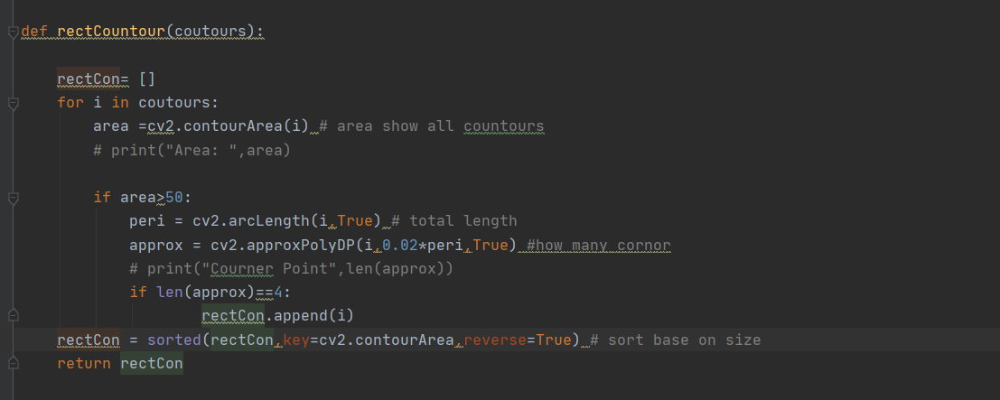 def rectCountour(coutours):
rectCon= []
for i in coutours:
area =cv2.contourArea(i) # area show all countours
# print("Area: ",area)
if area>50:
peri = cv2.arcLength(i,True) # total length
approx = cv2.approxPolyDP(i,0.02*peri,True) #how many cornor
# print("Courner Point",len(approx))
if len(approx)==4:
rectCon.append(i)
rectCon = sorted(rectCon,key=cv2.contourArea,reverse=True) # sort base on size
return rectCon